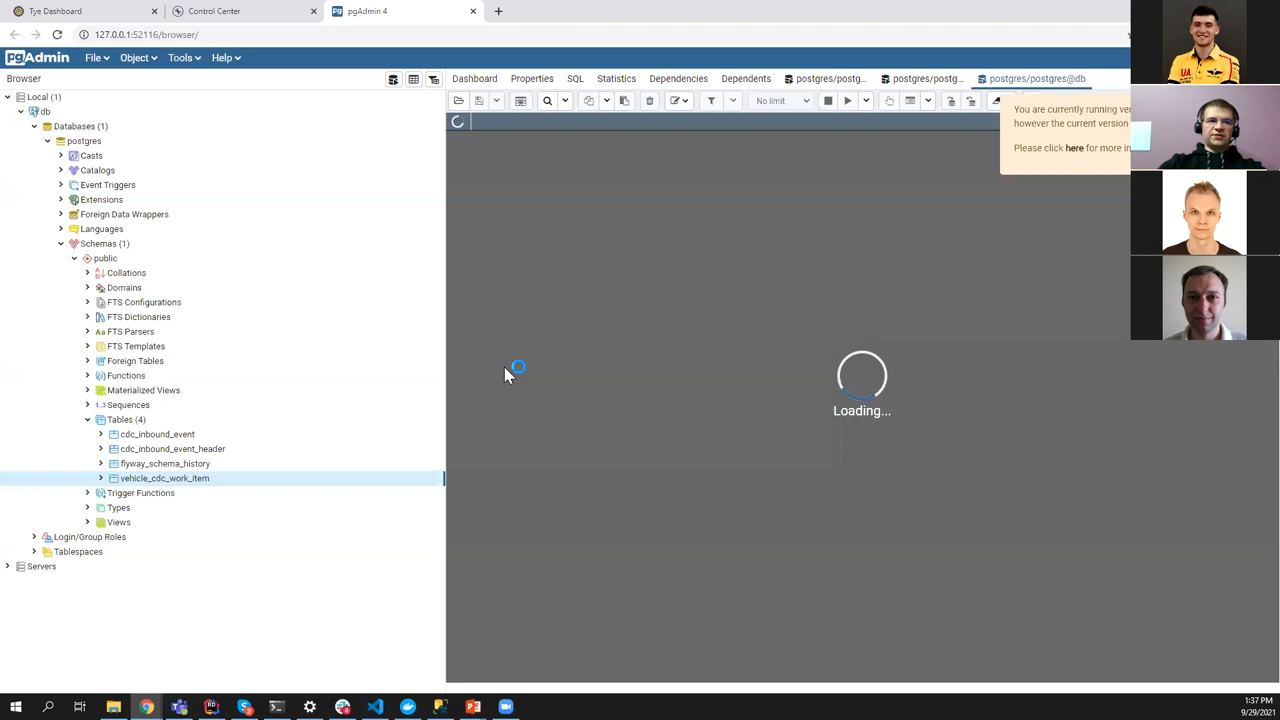 Tye Dashboard
Control Center
pgAdmin 4
127.0.0.1:52116/browser/
pgAdmin File Object Tools Help
Browser
Dashboard Properties SQL Statistics Dependencies Dependents postgres/postg... postgres/postg... postgres/postgres@db
No limit
Local (1)
db
Databases (1)
postgres
Casts
Catalogs
Event Triggers
Extensions
Foreign Data Wrappers
Languages
Schemas (1)
public
Collations
Domains
FTS Configurations
FTS Dictionaries
FTS Parsers
FTS Templates
Foreign Tables
Functions
Materialized Views
1..3 Sequences
Tables (4)
cdc_inbound_event
cdc_inbound_event_header
flyway_schema_history
vehicle_cdc_work_item
Trigger Functions
Types
Views
Login/Group Roles
Tablespaces
Servers
You are currently running ver
however the current version
Please click here for more in
Loading...
UA
1:37 PM
9/29/2021